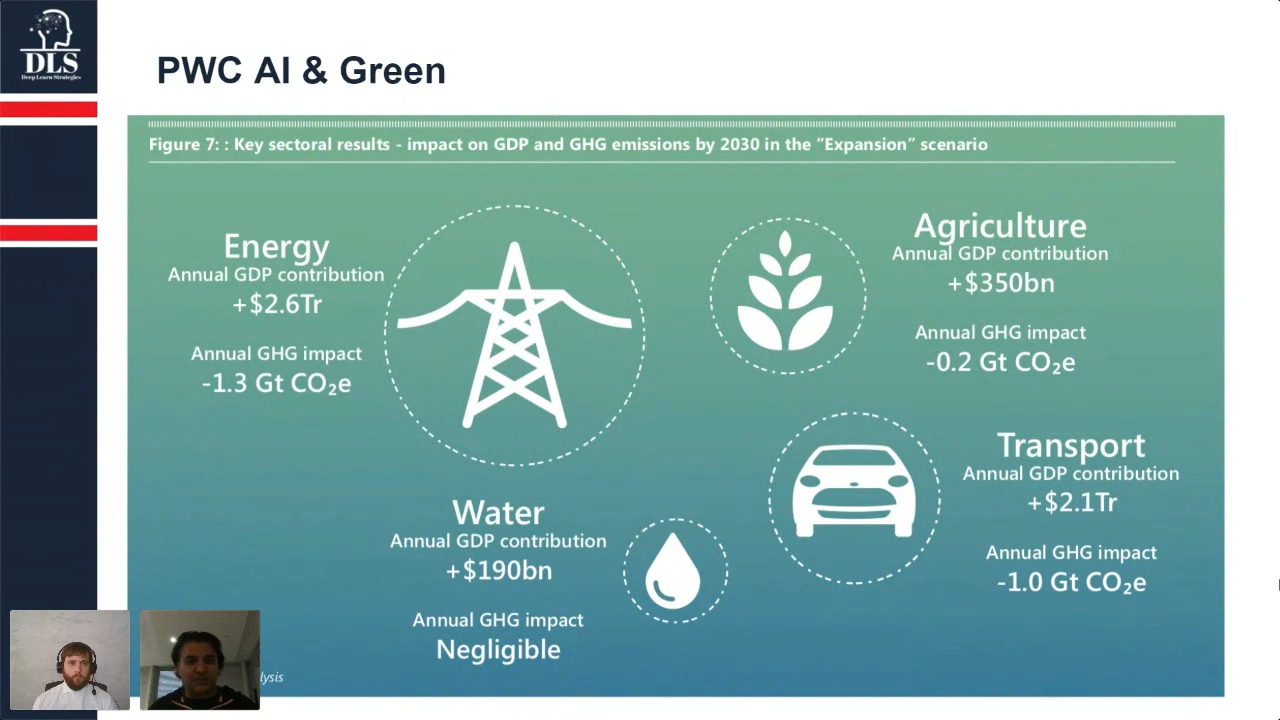 DLS
Deep Learn Strategies
PWC AI & Green
Figure 7: : Key sectoral results - impact on GDP and GHG emissions by 2030 in the “Expansion” scenario
Energy
Annual GDP contribution
+$2.6Tr
Annual GHG impact
-1.3 Gt CO₂e
Agriculture
Annual GDP contribution
+$350bn
Annual GHG impact
-0.2 Gt CO₂e
Water
Annual GDP contribution
+$190bn
Annual GHG impact
Negligible
Transport
Annual GDP contribution
+$2.1Tr
Annual GHG impact
-1.0 Gt CO₂e